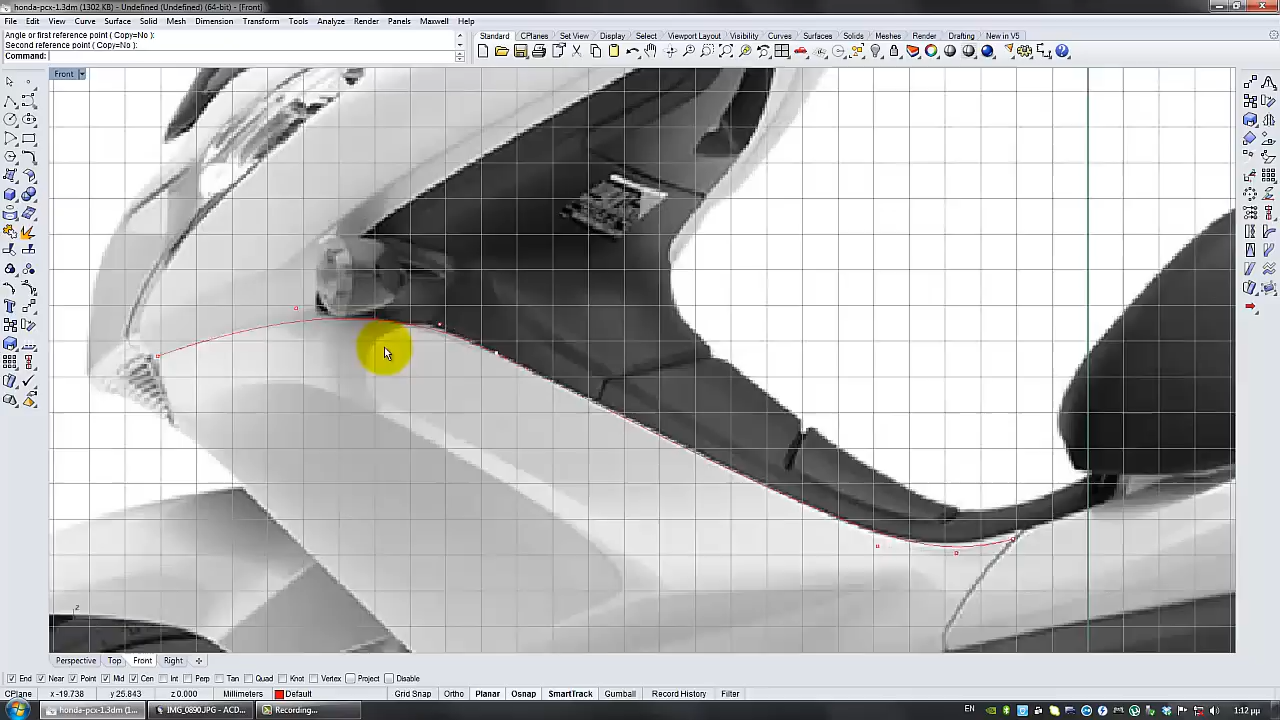 honda-pcx-1.3dm (1302 KB) - Undefined (Undefined) (64-bit) - [Front]
File Edit View Curve Surface Solid Mesh Dimension Transform Tools Analyze Render Panels Maxwell Help
Angle or first reference point ( Copy=No ):
Second reference point ( Copy=No ):
Command:
Standard CPlanes Set View Display Select Viewport Layout Visibility Transform Curves Surfaces Solids Meshes Render Drafting New in V5
Front
z
Perspective Top Front Right
End Near Point Mid Cen Int Perp Tan Quad Knot Vertex Project Disable
CPlane x -19.738 y 25.843 z 0.000 Millimeters Default Grid Snap Ortho Planar Osnap SmartTrack Gumball Record History Filter
honda-pcx-1.3dm (1... IMG_0890.JPG - ACD... Recording... EN 1:12 μμ